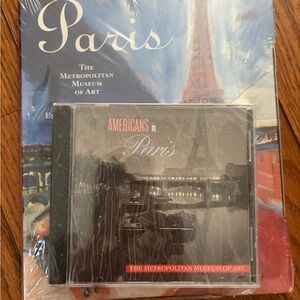 Paris
THE
METROPOLITAN
MUSEUM
OF ART
AMERICANS in
Paris
THE METROPOLITAN MUSEUM OF ART